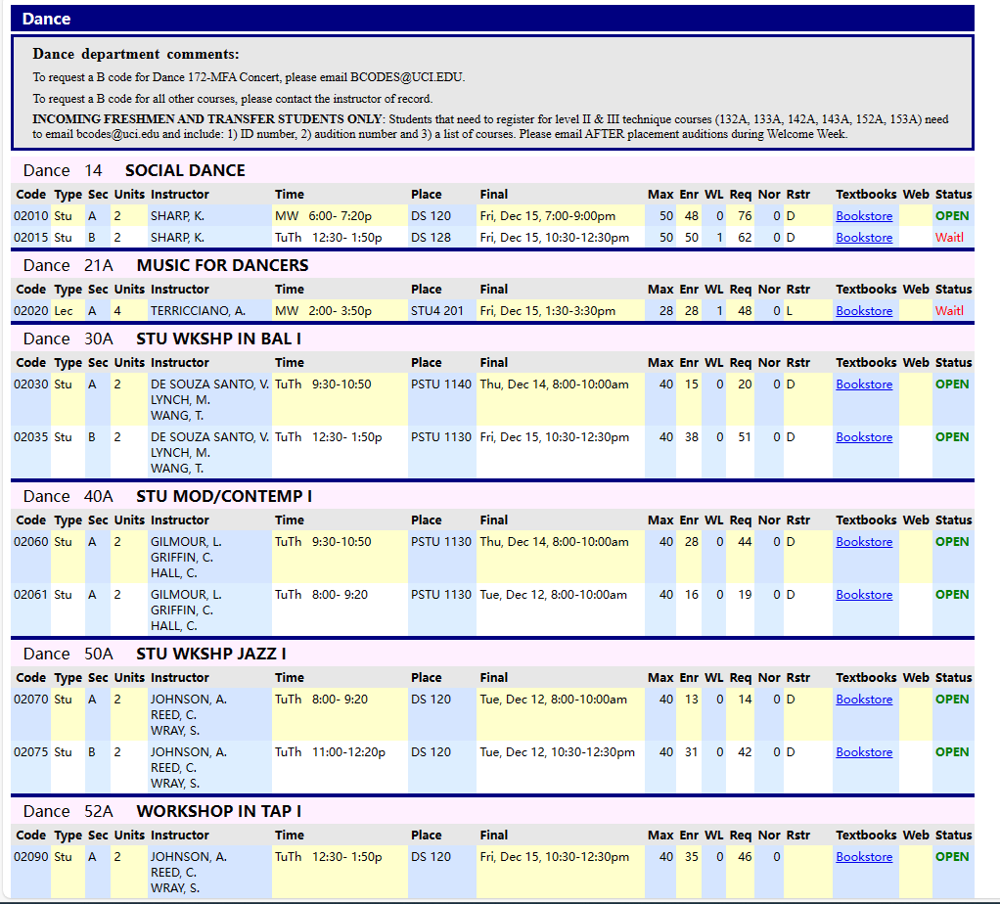 Dance
Dance department comments:
To request a B code for Dance 172-MFA Concert, please email BCODES@UCI.EDU.
To request a B code for all other courses, please contact the instructor of record.
INCOMING FRESHMEN AND TRANSFER STUDENTS ONLY: Students that need to register for level II & III technique courses (132A, 133A, 142A, 143A, 152A, 153A) need
to email bcodes@uci.edu and include: 1) ID number, 2) audition number and 3) a list of courses. Please email AFTER placement auditions during Welcome Week.
Dance 14 SOCIAL DANCE
Code Type Sec Units Instructor Time Place Final Max Enr WL Req Nor Rstr Textbooks Web Status
02010 Stu A 2 SHARP, K. MW 6:00- 7:20p DS 120 Fri, Dec 15, 7:00-9:00pm 50 48 0 76 0 D Bookstore OPEN
02015 Stu B 2 SHARP, K. TuTh 12:30- 1:50p DS 128 Fri, Dec 15, 10:30-12:30pm 50 50 1 62 0 D Bookstore Waitl
Dance 21A MUSIC FOR DANCERS
Code Type Sec Units Instructor Time Place Final Max Enr WL Req Nor Rstr Textbooks Web Status
02020 Lec A 4 TERRICCIANO, A. MW 2:00- 3:50p STU4 201 Fri, Dec 15, 1:30-3:30pm 28 28 1 48 0 L Bookstore Waitl
Dance 30A STU WKSHP IN BAL I
Code Type Sec Units Instructor Time Place Final Max Enr WL Req Nor Rstr Textbooks Web Status
02030 Stu A 2 DE SOUZA SANTO, V. TuTh 9:30-10:50 PSTU 1140 Thu, Dec 14, 8:00-10:00am 40 15 0 20 0 D Bookstore OPEN
LYNCH, M.
WANG, T.
02035 Stu B 2 DE SOUZA SANTO, V. TuTh 12:30- 1:50p PSTU 1130 Fri, Dec 15, 10:30-12:30pm 40 38 0 51 0 D Bookstore OPEN
LYNCH, M.
WANG, T.
Dance 40A STU MOD/CONTEMP I
Code Type Sec Units Instructor Time Place Final Max Enr WL Req Nor Rstr Textbooks Web Status
02060 Stu A 2 GILMOUR, L. TuTh 9:30-10:50 PSTU 1130 Thu, Dec 14, 8:00-10:00am 40 28 0 44 0 D Bookstore OPEN
GRIFFIN, C.
HALL, C.
02061 Stu A 2 GILMOUR, L. TuTh 8:00- 9:20 PSTU 1130 Tue, Dec 12, 8:00-10:00am 40 16 0 19 0 D Bookstore OPEN
GRIFFIN, C.
HALL, C.
Dance 50A STU WKSHP JAZZ I
Code Type Sec Units Instructor Time Place Final Max Enr WL Req Nor Rstr Textbooks Web Status
02070 Stu A 2 JOHNSON, A. TuTh 8:00- 9:20 DS 120 Tue, Dec 12, 8:00-10:00am 40 13 0 14 0 D Bookstore OPEN
REED, C.
WRAY, S.
02075 Stu B 2 JOHNSON, A. TuTh 11:00-12:20p DS 120 Tue, Dec 12, 10:30-12:30pm 40 31 0 42 0 D Bookstore OPEN
REED, C.
WRAY, S.
Dance 52A WORKSHOP IN TAP I
Code Type Sec Units Instructor Time Place Final Max Enr WL Req Nor Rstr Textbooks Web Status
02090 Stu A 2 JOHNSON, A. TuTh 12:30- 1:50p DS 120 Fri, Dec 15, 10:30-12:30pm 40 35 0 46 0 Bookstore OPEN
REED, C.
WRAY, S.